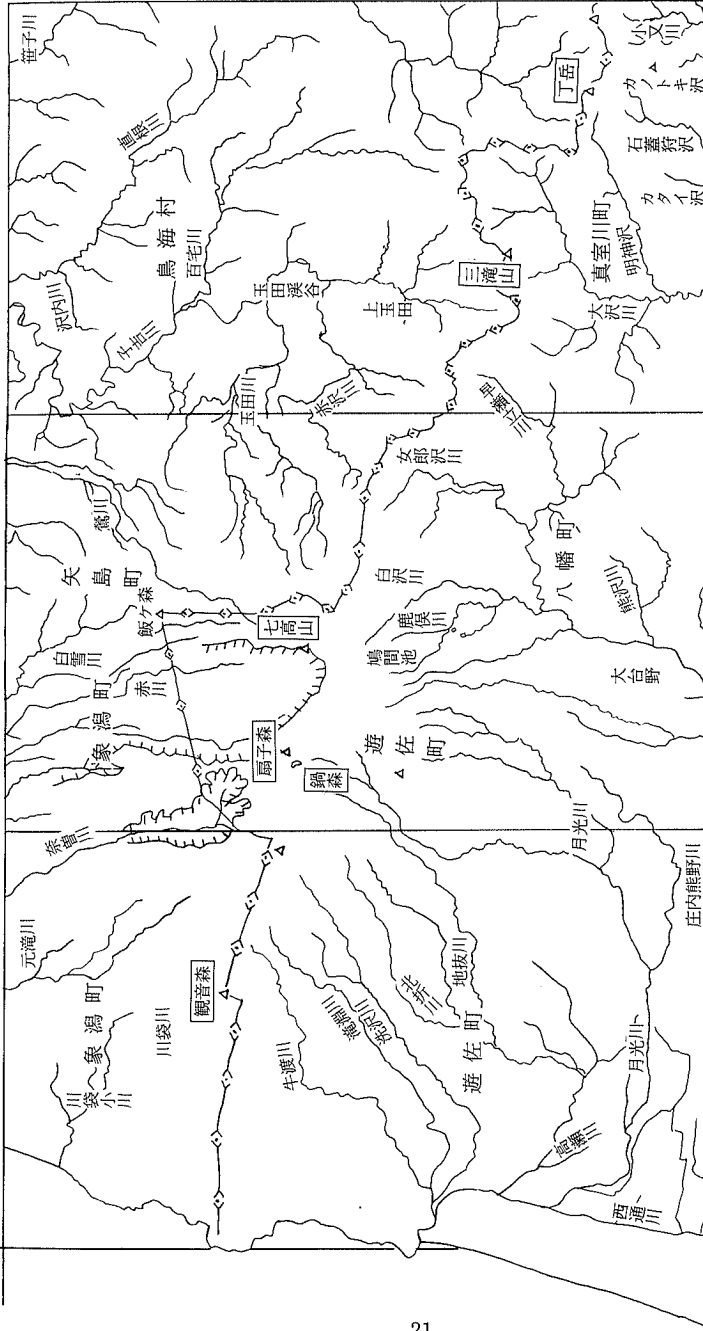 笹子川
直根川
鳥海村
百宅川
沢内川
子吉川
玉田渓谷
上玉田
玉田川
赤沢川
小又川
カノトキ沢
丁岳
石蓋狩沢
カタイ沢
真室川町
明神沢
三滝山
大沢川
早瀬立川
女郎沢川
鶯川
矢島町
飯ケ森
七高山
白沢川
鹿俣川
鳩間池
八幡町
熊沢川
大台野
白雪川
赤川
象潟町
扇子森
鍋森
遊佐町
奈曽川
月光川
庄内熊野川
元滝川
象潟町
川袋川
観音森
川袋小川
牛渡川
滝淵川
洗沢川
北折川
地抜川
遊佐町
月光川
高瀬川
西通川
21